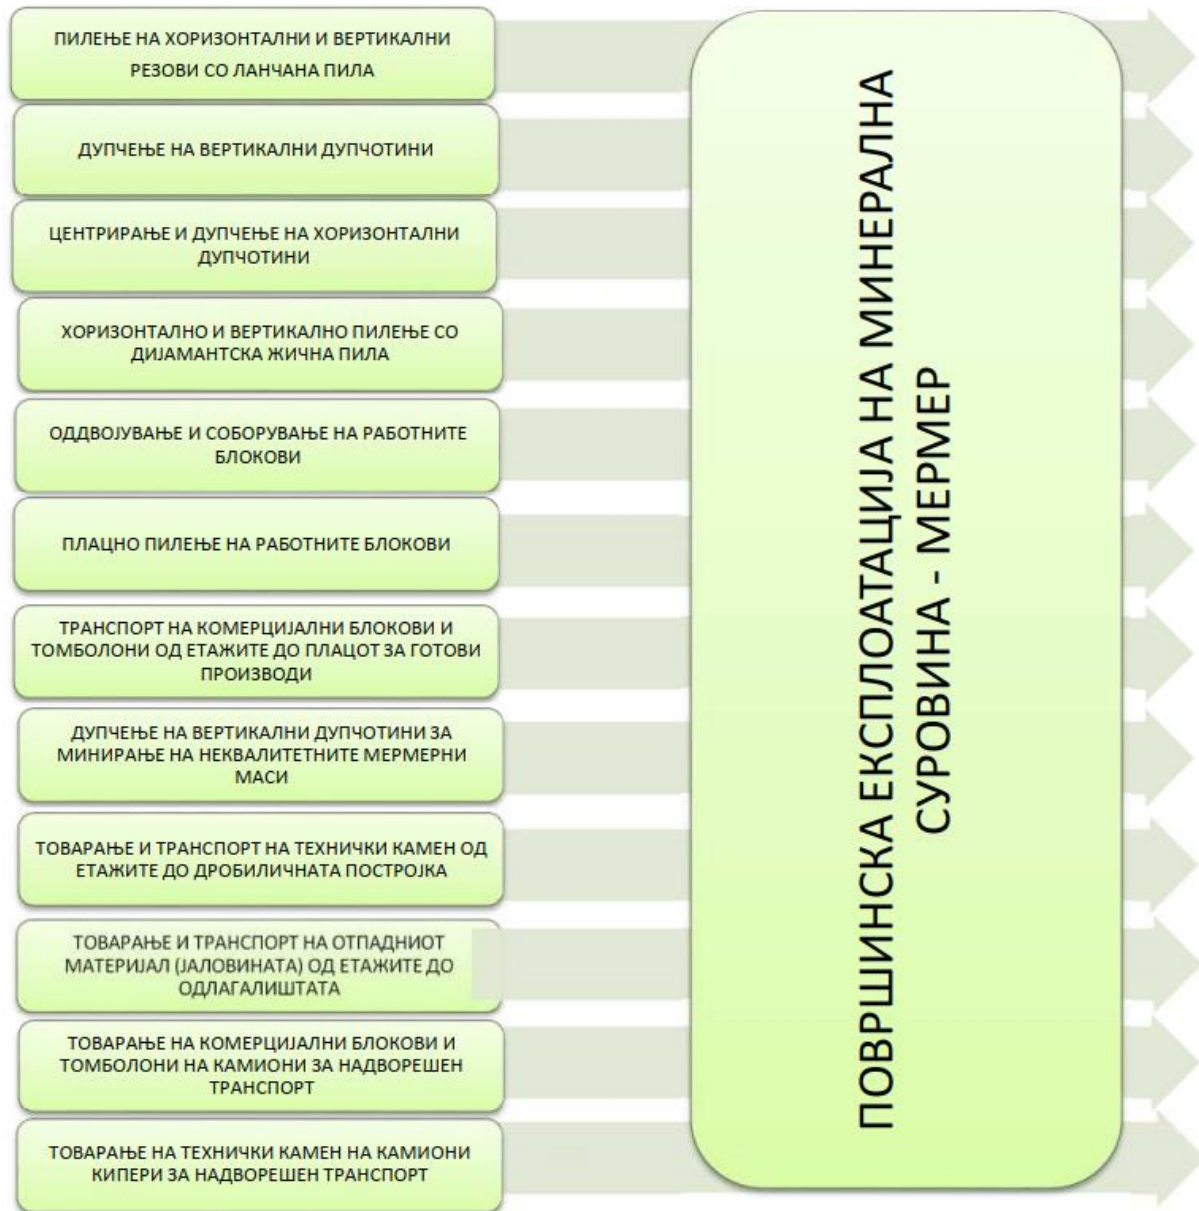 ПИЛЕЊЕ НА ХОРИЗОНТАЛНИ И ВЕРТИКАЛНИ
РЕЗОВИ СО ЛАНЧАНА ПИЛА
ДУПЧЕЊЕ НА ВЕРТИКАЛНИ ДУПЧОТИНИ
ЦЕНТРИРАЊЕ И ДУПЧЕЊЕ НА ХОРИЗОНТАЛНИ
ДУПЧОТИНИ
ХОРИЗОНТАЛНО И ВЕРТИКАЛНО ПИЛЕЊЕ СО
ДИЈАМАНТСКА ЖИЧНА ПИЛА
ОДДВОЈУВАЊЕ И СОБОРУВАЊЕ НА РАБОТНИТЕ
БЛОКОВИ
ПЛАЦНО ПИЛЕЊЕ НА РАБОТНИТЕ БЛОКОВИ
ТРАНСПОРТ НА КОМЕРЦИЈАЛНИ БЛОКОВИ И
ТОМБОЛОНИ ОД ЕТАЖИТЕ ДО ПЛАЦОТ ЗА ГОТОВИ
ПРОИЗВОДИ
ДУПЧЕЊЕ НА ВЕРТИКАЛНИ ДУПЧОТИНИ ЗА
МИНИРАЊЕ НА НЕКВАЛИТЕТНИТЕ МЕРМЕРНИ
МАСИ
ТОВАРАЊЕ И ТРАНСПОРТ НА ТЕХНИЧКИ КАМЕН ОД
ЕТАЖИТЕ ДО ДРОБИЛИЧНАТА ПОСТРОЈКА
ТОВАРАЊЕ И ТРАНСПОРТ НА ОТПАДНИОТ
МАТЕРИЈАЛ (ЈАЛОВИНАТА) ОД ЕТАЖИТЕ ДО
ОДЛАГАЛИШТАТА
ТОВАРАЊЕ НА КОМЕРЦИЈАЛНИ БЛОКОВИ И
ТОМБОЛОНИ НА КАМИОНИ ЗА НАДВОРЕШЕН
ТРАНСПОРТ
ТОВАРАЊЕ НА ТЕХНИЧКИ КАМЕН НА КАМИОНИ
КИПЕРИ ЗА НАДВОРЕШЕН ТРАНСПОРТ
ПОВРШИНСКА ЕКСПЛОАТАЦИЈА НА МИНЕРАЛНА
СУРОВИНА - МЕРМЕР